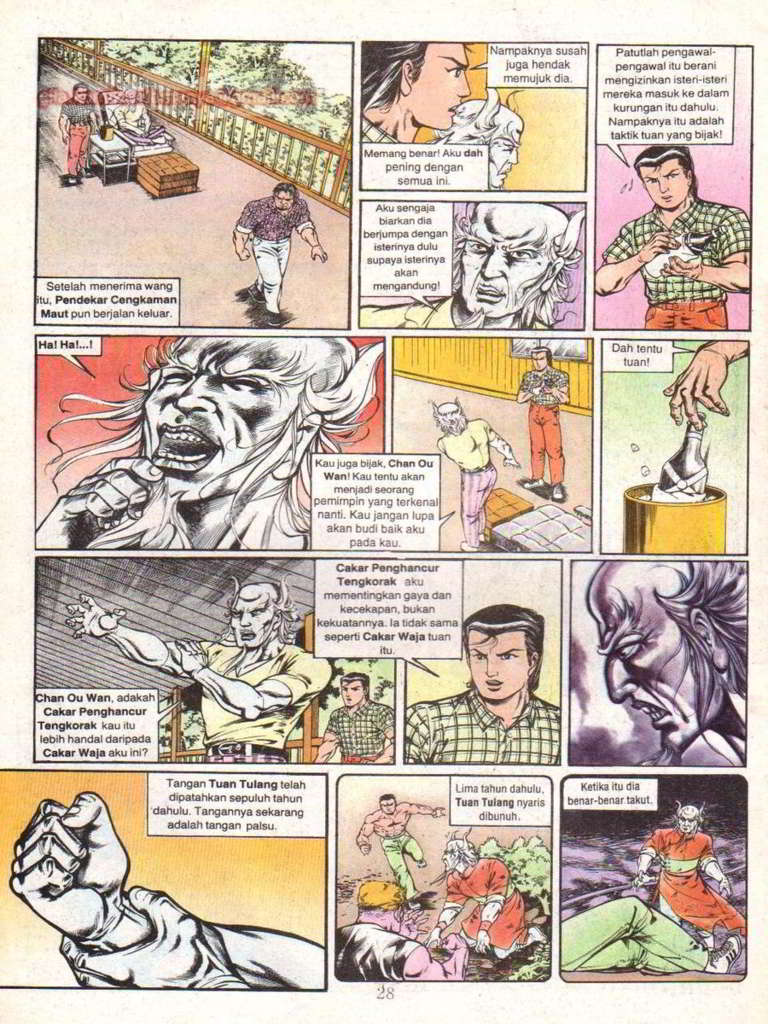 Setelah menerima wang
itu, Pendekar Cengkaman
Maut pun berjalan keluar.
Nampaknya susah
juga hendak
memujuk dia.
Memang benar! Aku dah
pening dengan
semua ini.
Aku sengaja
biarkan dia
berjumpa dengan
isterinya dulu
supaya isterinya
akan
mengandung!
Patutlah pengawal-
pengawal itu berani
mengizinkan isteri-isteri
mereka masuk ke dalam
kurungan itu dahulu.
Nampaknya itu adalah
taktik tuan yang bijak!
Ha! Ha!...!
Kau juga bijak, Chan Ou
Wan! Kau tentu akan
menjadi seorang
pemimpin yang terkenal
nanti. Kau jangan lupa
akan budi baik aku
pada kau.
Dah tentu
tuan!
Chan Ou Wan, adakah
Cakar Penghancur
Tengkorak kau itu
lebih handal daripada
Cakar Waja aku ini?
Cakar Penghancur
Tengkorak aku
mementingkan gaya dan
kecekapan, bukan
kekuatannya. Ia tidak sama
seperti Cakar Waja tuan
itu.
Tangan Tuan Tulang telah
dipatahkan sepuluh tahun
dahulu. Tangannya sekarang
adalah tangan palsu.
Lima tahun dahulu,
Tuan Tulang nyaris
dibunuh.
Ketika itu dia
benar-benar takut.
28